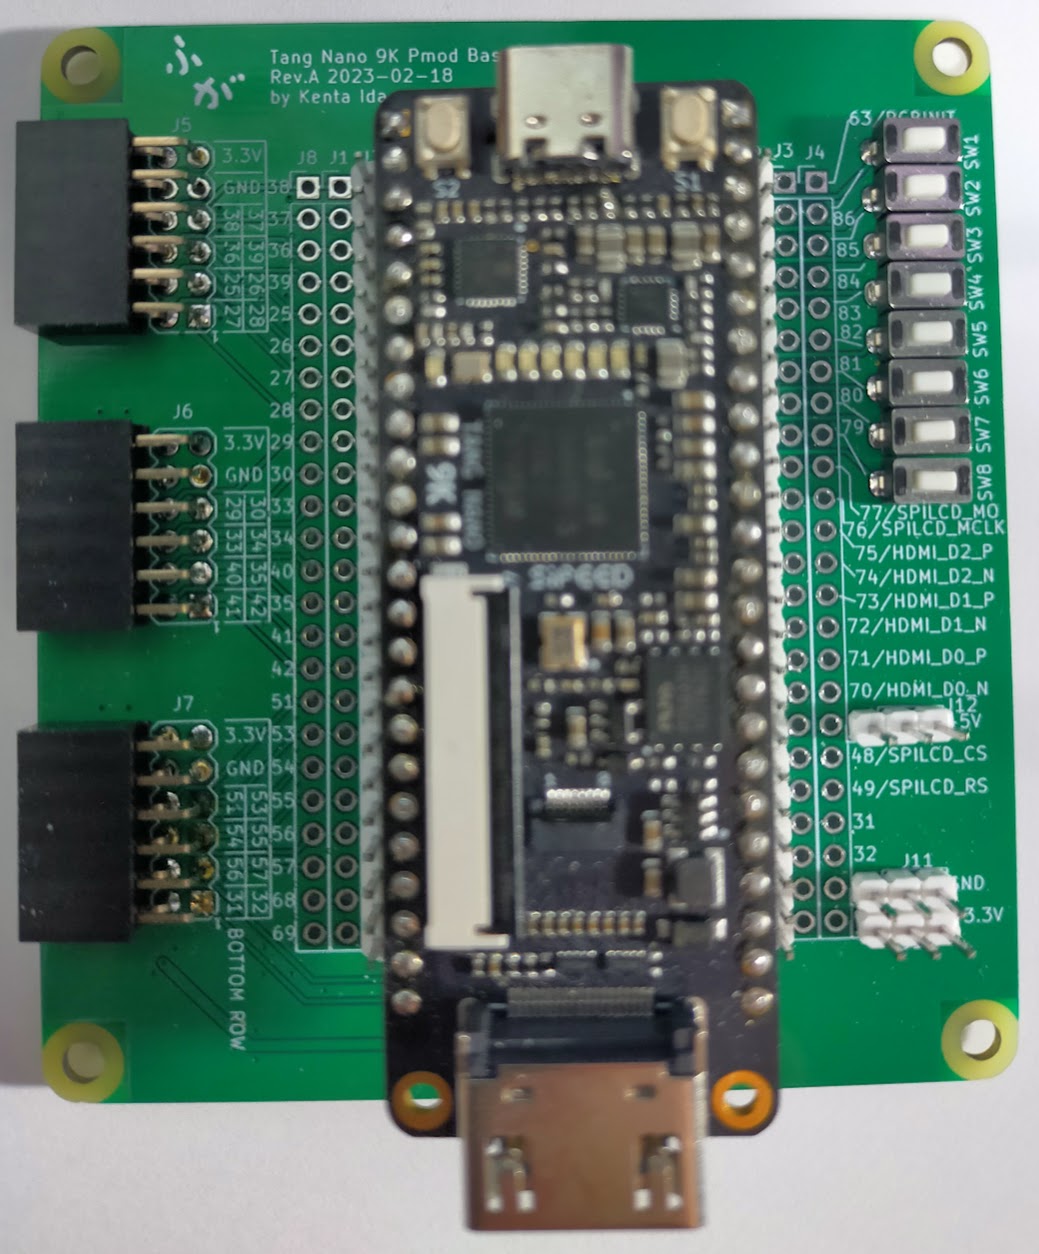 Tang Nano 9K Pmod Bas
Rev.A 2023-02-18
by Kenta Ida
J5
3.3V
GND
38|37
36|39
25|26
27|28
J6
3.3V
GND
29|30
33|34
40|35
41|42
J7
3.3V
GND
51|53
54|55
56|57
31|32
BOTTOM ROW
J8 J1
38
37
36
39
25
26
27
28
29
30
33
34
40
35
41
42
51
53
54
55
56
57
68
69
S2
S1
9K
SiPEED
J3 J4
63/RGBINIT
86
85
84
83
82
81
80
79
SW1
SW2
SW3
SW4
SW5
SW6
SW7
SW8
77/SPILCD_MO
76/SPILCD_MCLK
75/HDMI_D2_P
74/HDMI_D2_N
73/HDMI_D1_P
72/HDMI_D1_N
71/HDMI_D0_P
70/HDMI_D0_N
J12
5V
48/SPILCD_CS
49/SPILCD_RS
31
32
J11
GND
3.3V